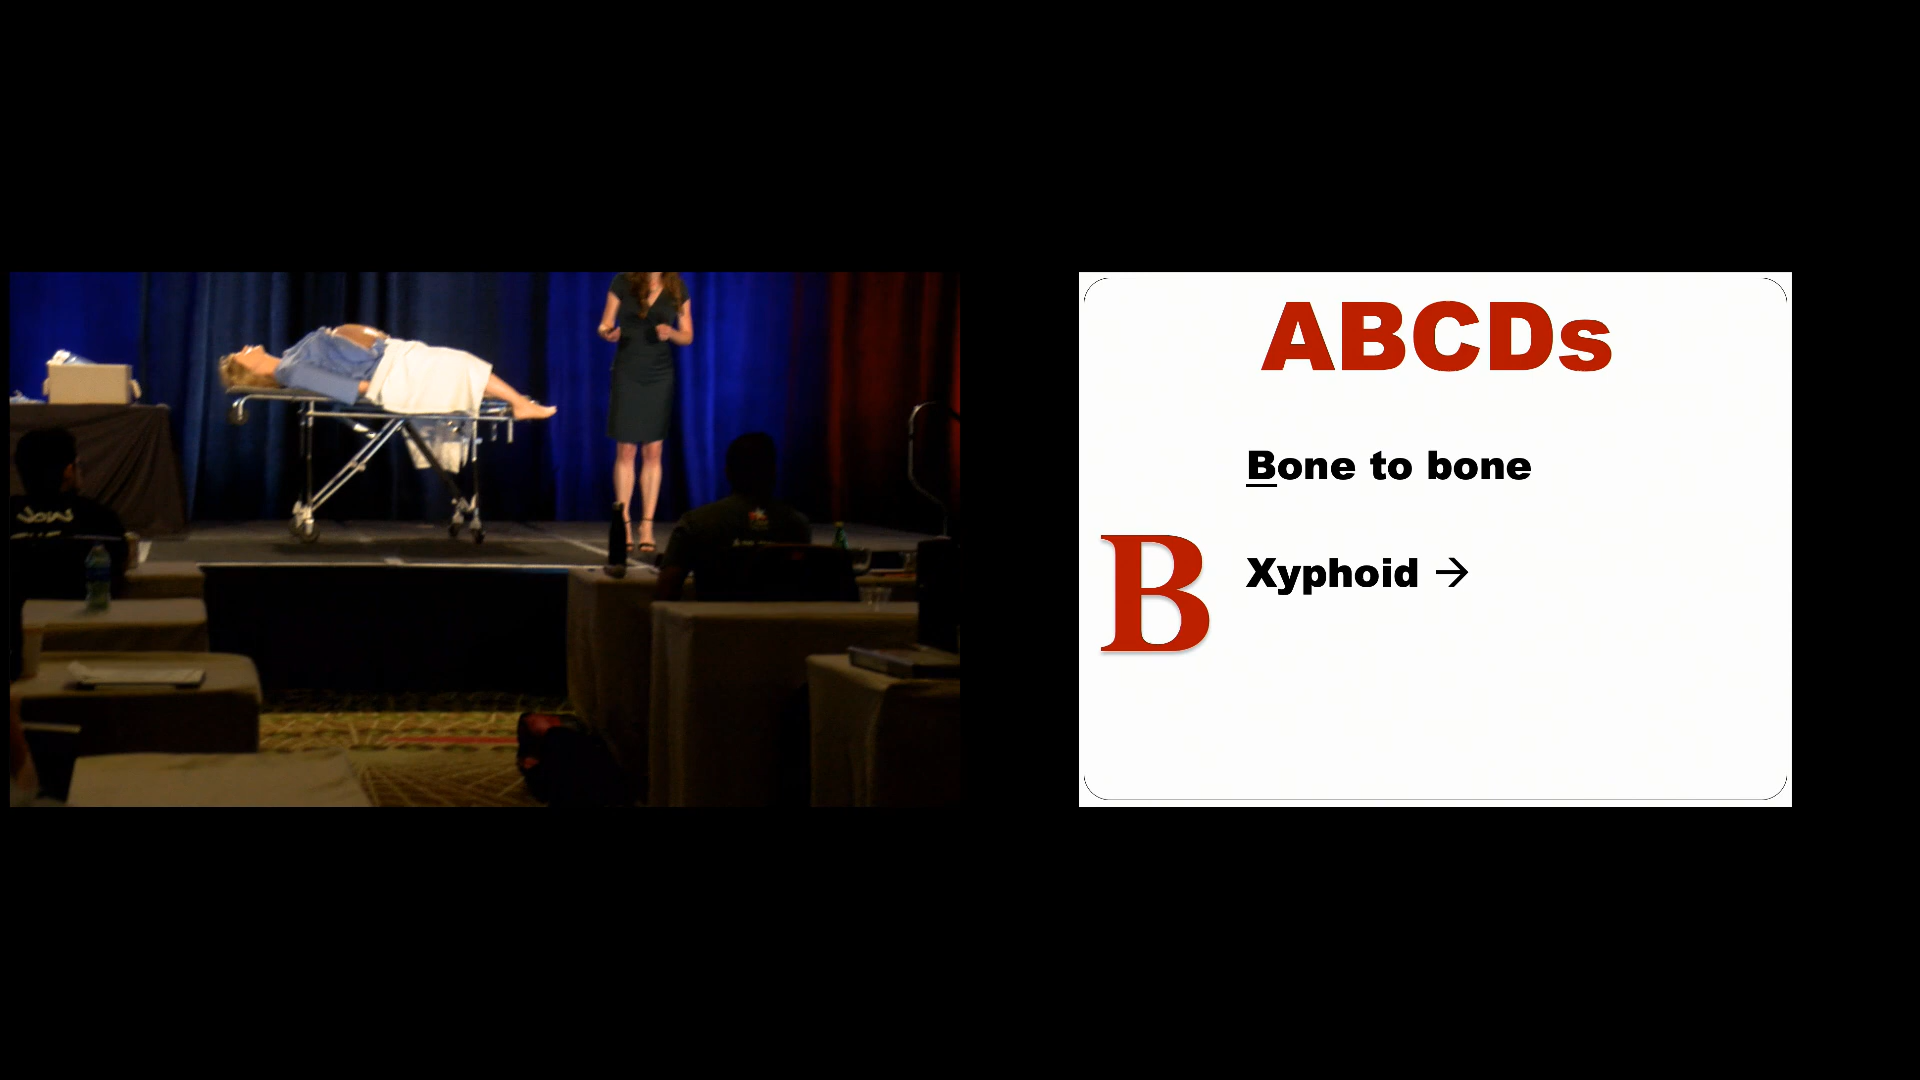 ABCDs
Bone to bone
B
Xyphoid →